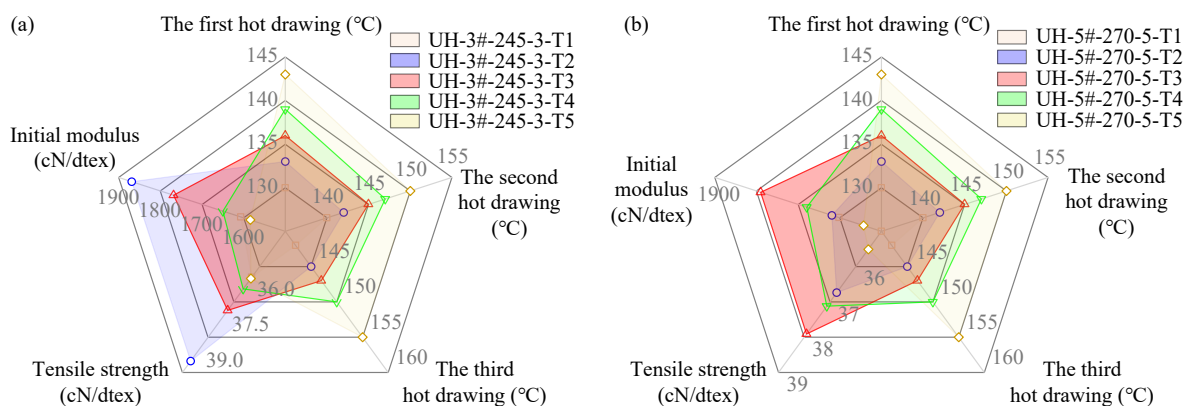 (a)
The first hot drawing (℃)
145
140
135
130
UH-3#-245-3-T1
UH-3#-245-3-T2
UH-3#-245-3-T3
UH-3#-245-3-T4
UH-3#-245-3-T5
Initial modulus
(cN/dtex)
1900
1800
1700
1600
155
150
145
140
The second
hot drawing
(℃)
145
150
155
160
36.0
37.5
39.0
Tensile strength
(cN/dtex)
The third
hot drawing (℃)
(b)
The first hot drawing (℃)
145
140
135
130
UH-5#-270-5-T1
UH-5#-270-5-T2
UH-5#-270-5-T3
UH-5#-270-5-T4
UH-5#-270-5-T5
Initial
modulus
(cN/dtex)
1900
155
150
145
140
The second
hot drawing
(℃)
145
150
155
160
36
37
38
39
Tensile strength
(cN/dtex)
The third
hot drawing (℃)